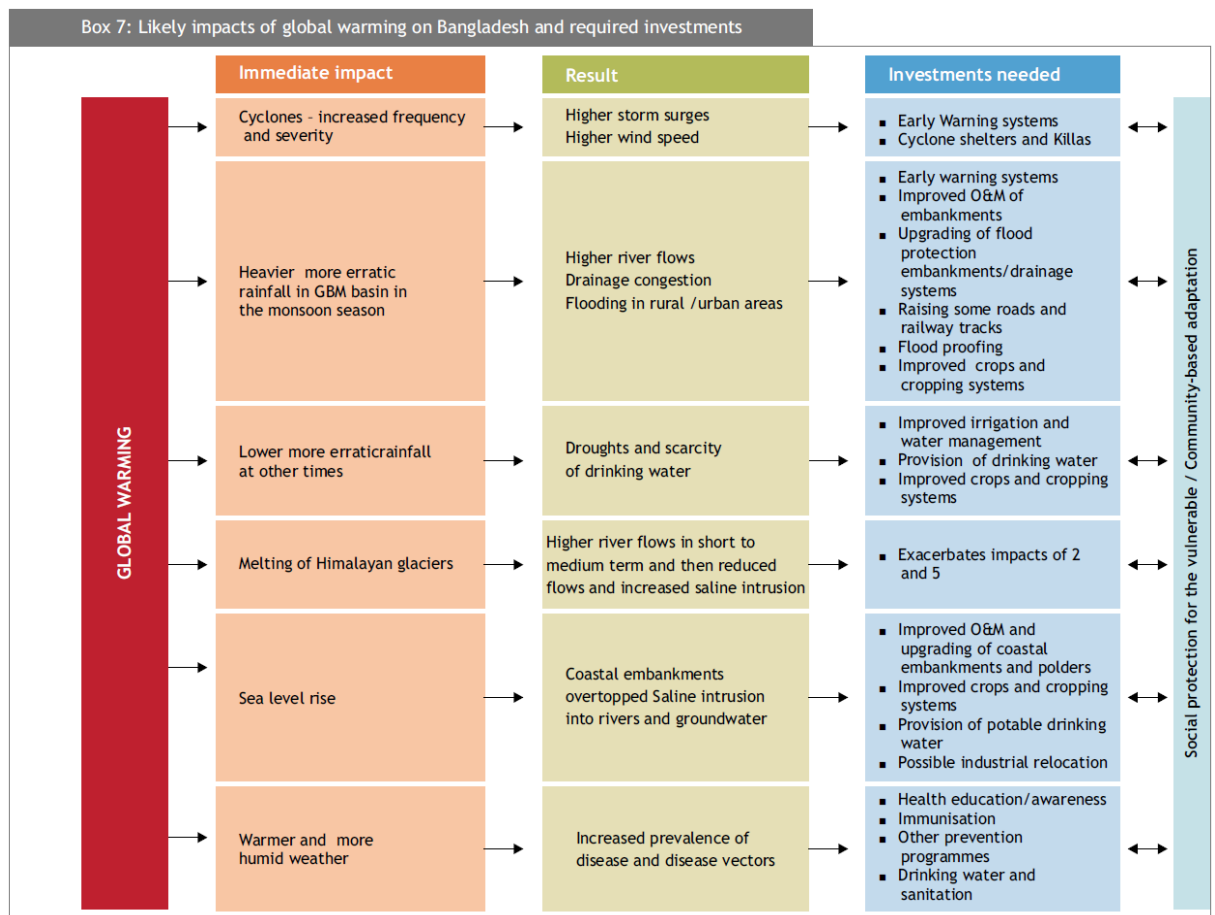 Box 7: Likely impacts of global warming on Bangladesh and required investments
Immediate impact
Result
Investments needed
GLOBAL WARMING
Cyclones – increased frequency
and severity
Higher storm surges
Higher wind speed
▪ Early Warning systems
▪ Cyclone shelters and Killas
Heavier more erratic
rainfall in GBM basin in
the monsoon season
Higher river flows
Drainage congestion
Flooding in rural /urban areas
▪ Early warning systems
▪ Improved O&M of
embankments
▪ Upgrading of flood
protection
embankments/drainage
systems
▪ Raising some roads and
railway tracks
▪ Flood proofing
▪ Improved crops and
cropping systems
Lower more erraticrainfall
at other times
Droughts and scarcity
of drinking water
▪ Improved irrigation and
water management
▪ Provision of drinking water
▪ Improved crops and cropping
systems
Melting of Himalayan glaciers
Higher river flows in short to
medium term and then reduced
flows and increased saline intrusion
▪ Exacerbates impacts of 2
and 5
Sea level rise
Coastal embankments
overtopped Saline intrusion
into rivers and groundwater
▪ Improved O&M and
upgrading of coastal
embankments and polders
▪ Improved crops and cropping
systems
▪ Provision of potable drinking
water
▪ Possible industrial relocation
Warmer and more
humid weather
Increased prevalence of
disease and disease vectors
▪ Health education/awareness
▪ Immunisation
▪ Other prevention
programmes
▪ Drinking water and
sanitation
Social protection for the vulnerable / Community-based adaptation